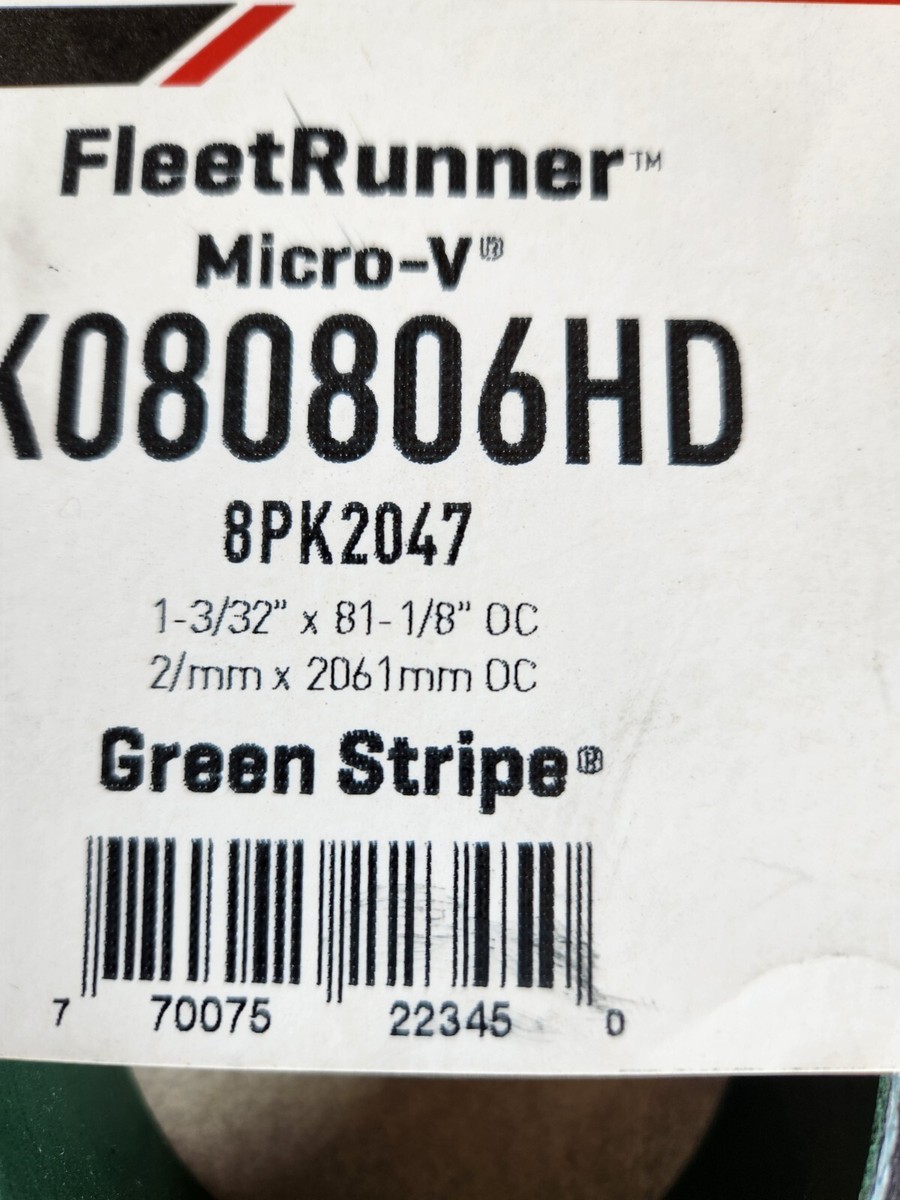 FleetRunner™
Micro-V®
K080806HD
8PK2047
1-3/32" x 81-1/8" OC
2/mm x 2061mm OC
Green Stripe®
7 70075 22345 0